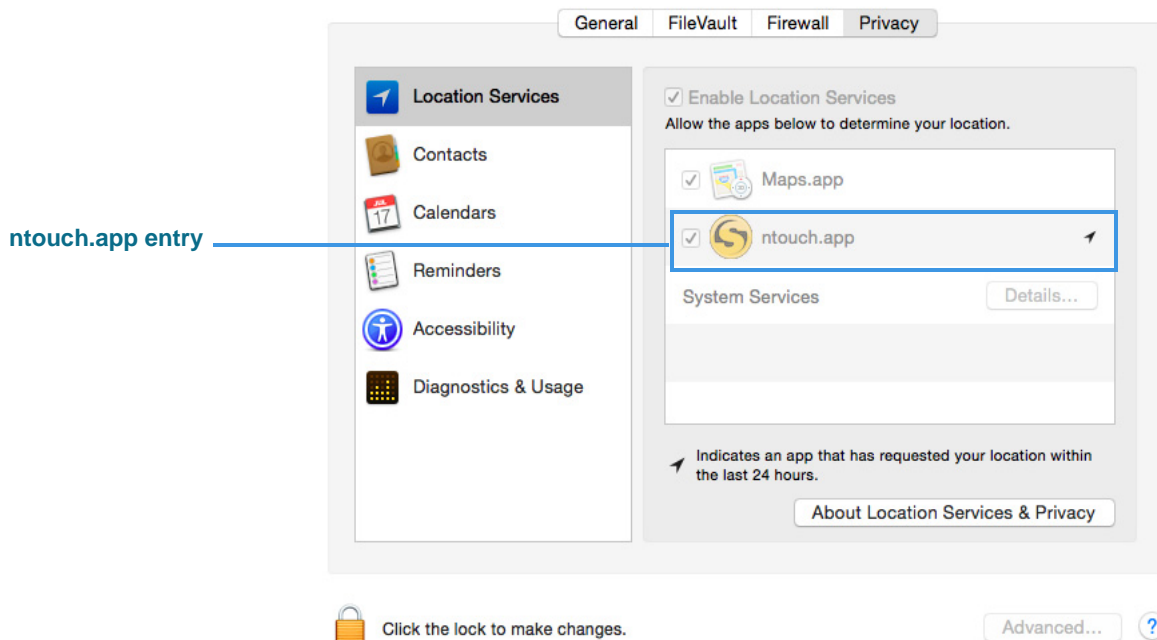 General FileVault Firewall Privacy
Location Services
Contacts
JUL
17
Calendars
Reminders
Accessibility
Diagnostics & Usage
ntouch.app entry
Enable Location Services
Allow the apps below to determine your location.
Maps.app
ntouch.app
System Services Details...
Indicates an app that has requested your location within
the last 24 hours.
About Location Services & Privacy
Click the lock to make changes.
Advanced... ?